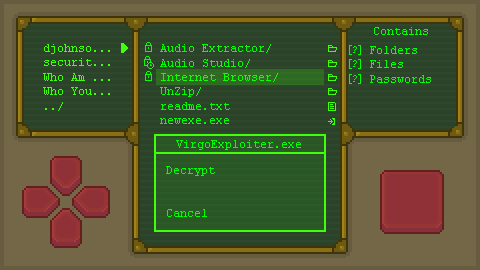 djohnso...
securit...
Who Am ...
Who You...
../
Audio Extractor/
Audio Studio/
Internet Browser/
UnZip/
readme.txt
newexe.exe
Contains
[?] Folders
[?] Files
[?] Passwords
VirgoExploiter.exe
Decrypt
Cancel